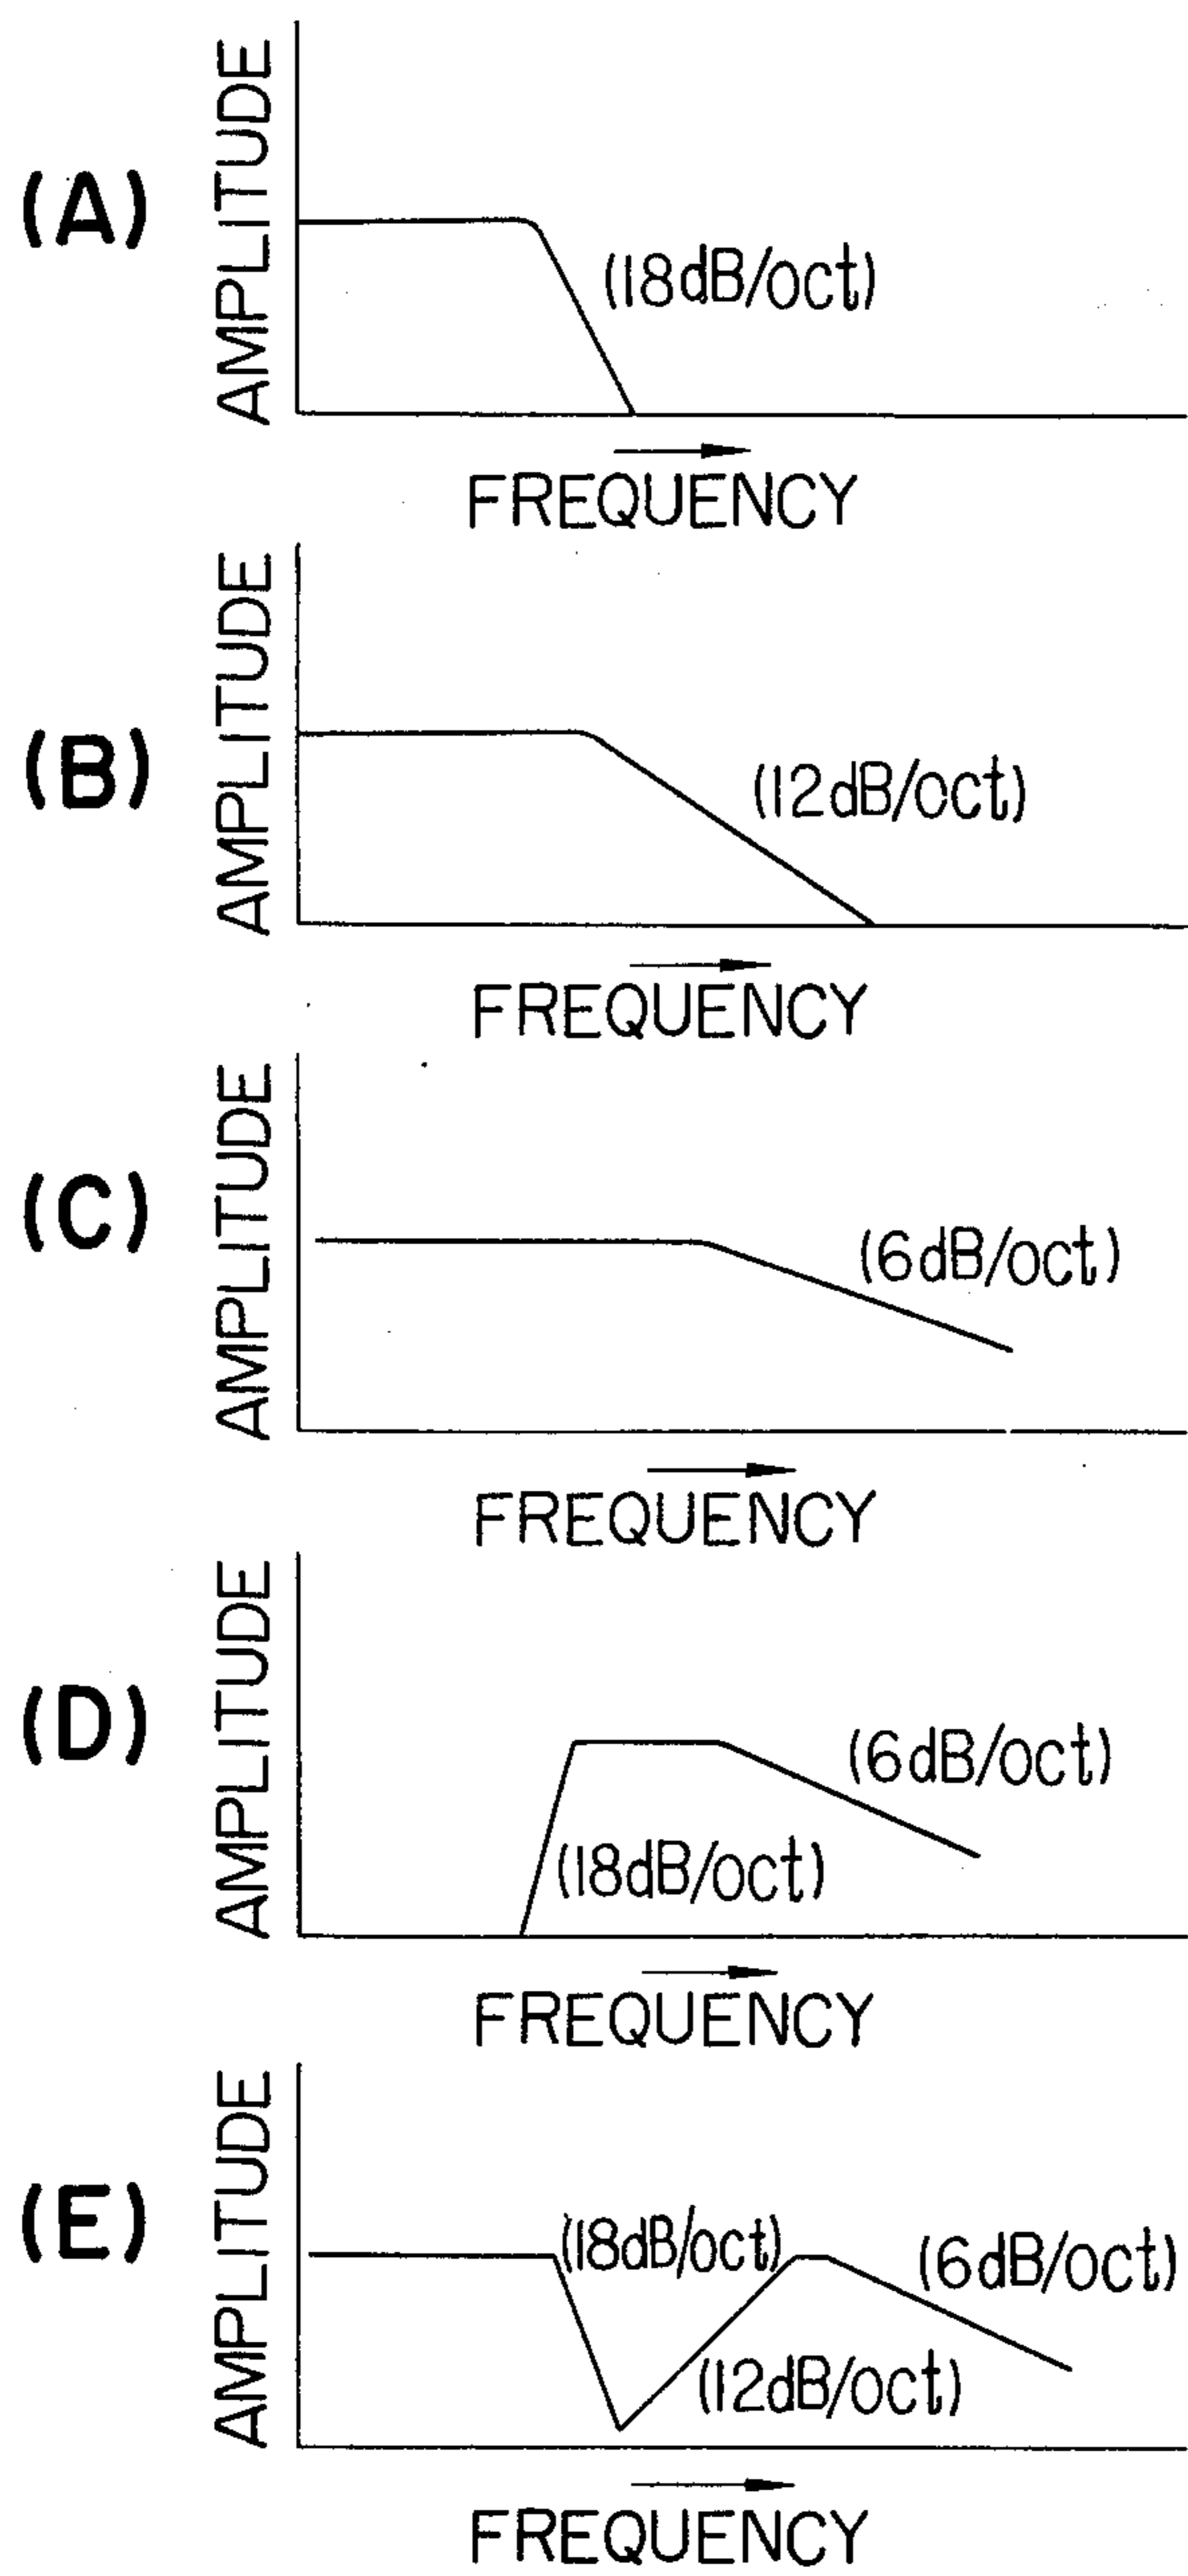 (A)
AMPLITUDE
(18dB/oct)
FREQUENCY
(B)
AMPLITUDE
(12dB/oct)
FREQUENCY
(C)
AMPLITUDE
(6dB/oct)
FREQUENCY
(D)
AMPLITUDE
(6dB/oct)
(18dB/oct)
FREQUENCY
(E)
AMPLITUDE
(18dB/oct)
(6dB/oct)
(12dB/oct)
FREQUENCY